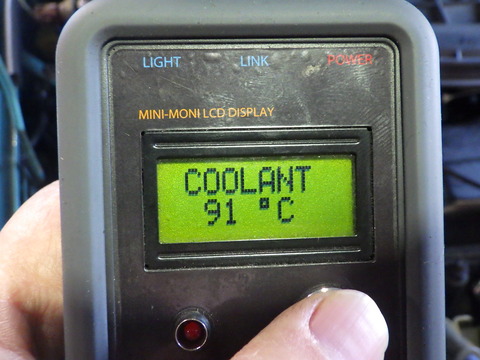 LIGHT LINK POWER
MINI-MONI LCD DISPLAY
COOLANT
91 °C